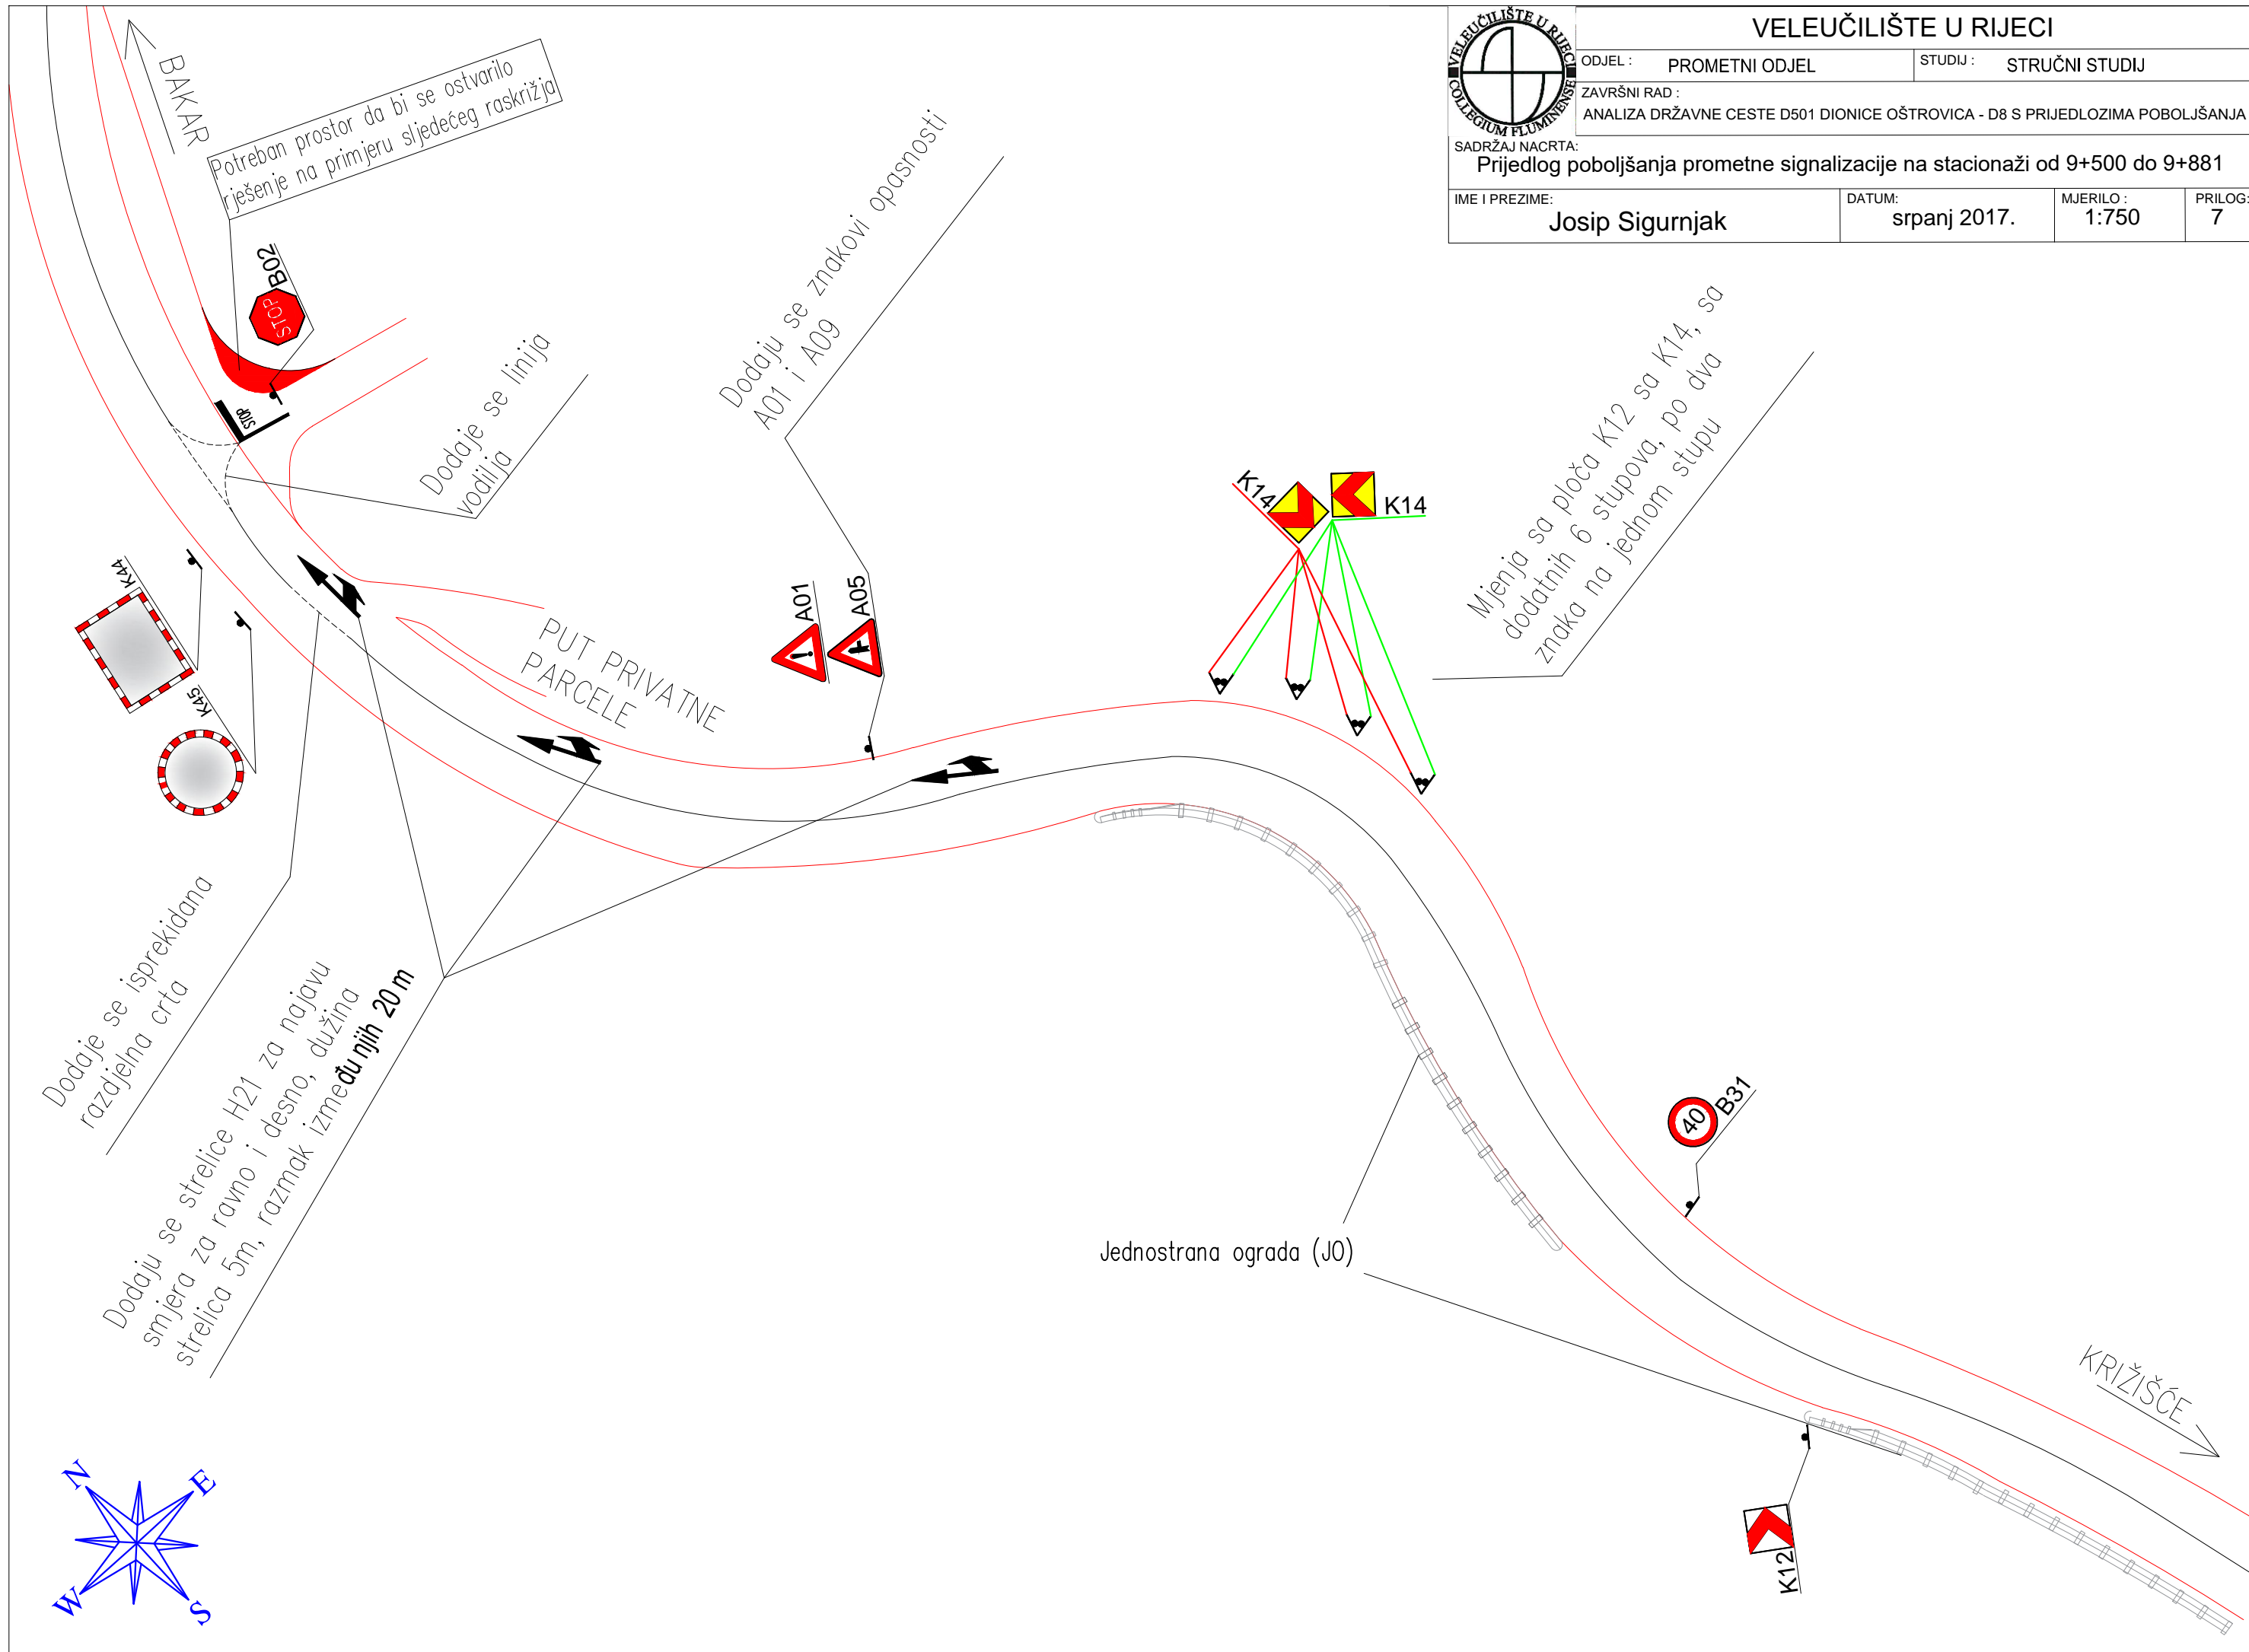 VELEUČILIŠTE U RIJECI
COLLEGIUM FLUMINENSE
VELEUČILIŠTE U RIJECI
ODJEL : PROMETNI ODJEL
STUDIJ : STRUČNI STUDIJ
ZAVRŠNI RAD :
ANALIZA DRŽAVNE CESTE D501 DIONICE OŠTROVICA - D8 S PRIJEDLOZIMA POBOLJŠANJA
SADRŽAJ NACRTA:
Prijedlog poboljšanja prometne signalizacije na stacionaži od 9+500 do 9+881
IME I PREZIME:
Josip Sigurnjak
DATUM:
srpanj 2017.
MJERILO :
1:750
PRILOG:
7
BAKAR
Potreban prostor da bi se ostvarilo
rješenje na primjeru sljedećeg raskrižja
B02
STOP
STOP
Dodaje se linija
vodilja
Dodaju se znakovi opasnosti
A01 i A09
K14
K14
Mjenja sa ploča K12 sa K14, sa
dodatnih 6 stupova, po dva
znaka na jednom stupu
K44
K45
A01
A05
PUT PRIVATNE
PARCELE
Dodaje se isprekidana
razdjelna crta
Dodaju se strelice H21 za najavu
smjera za ravno i desno, dužina
strelica 5m, razmak između njih 20 m
Jednostrana ograda (JO)
40
B31
KRIŽIŠĆE
K12
N
E
W
S